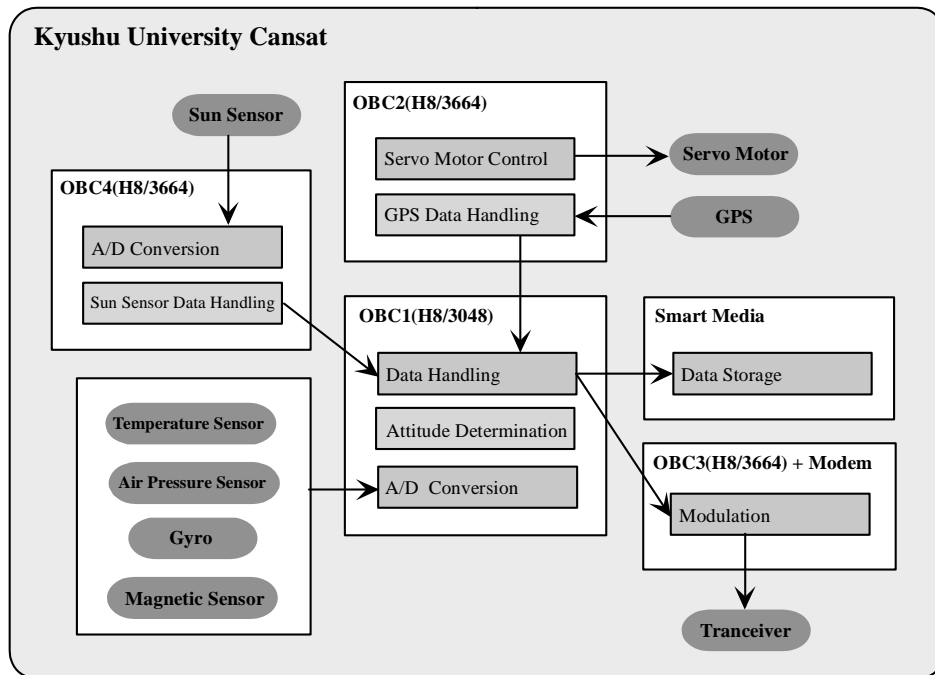 Kyushu University Cansat
Sun Sensor
OBC4(H8/3664)
A/D Conversion
Sun Sensor Data Handling
OBC2(H8/3664)
Servo Motor Control
GPS Data Handling
Servo Motor
GPS
OBC1(H8/3048)
Data Handling
Attitude Determination
A/D Conversion
Smart Media
Data Storage
Temperature Sensor
Air Pressure Sensor
Gyro
Magnetic Sensor
OBC3(H8/3664) + Modem
Modulation
Tranceiver